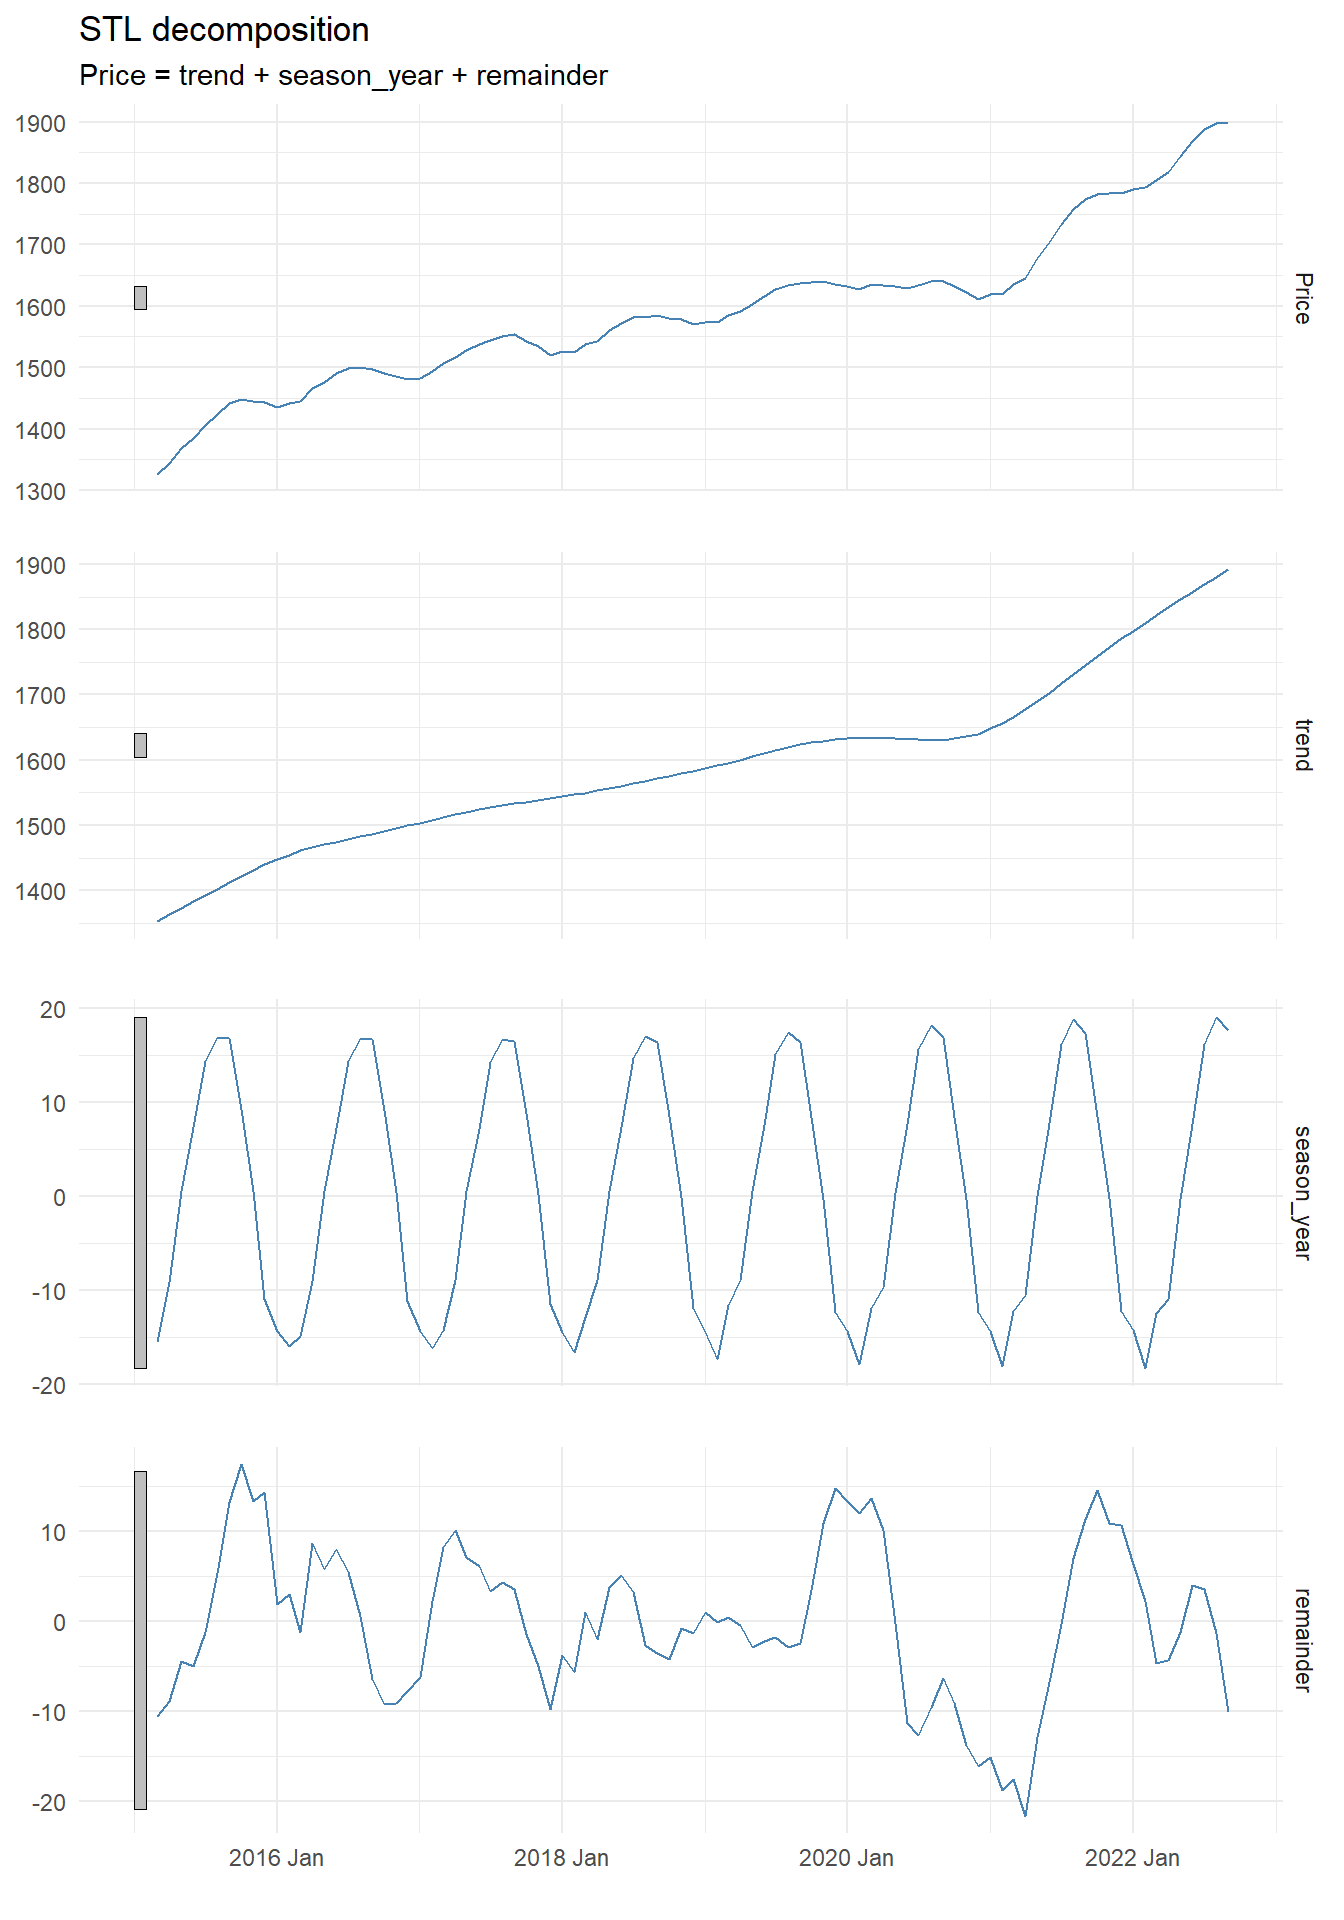 STL decomposition
Price = trend + season_year + remainder
1900
1800
1700
1600
1500
1400
1300
Price
1900
1800
1700
1600
1500
1400
trend
20
10
0
-10
-20
season_year
10
0
-10
-20
remainder
2016 Jan
2018 Jan
2020 Jan
2022 Jan